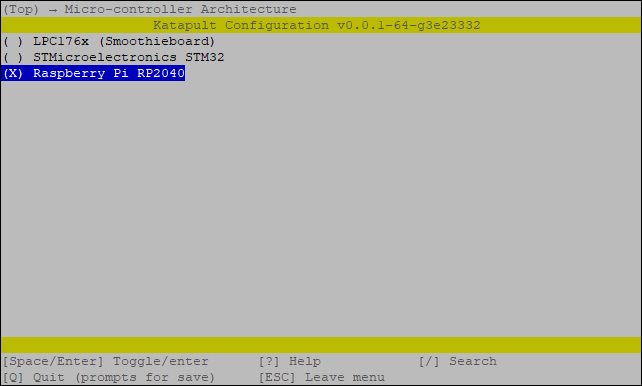 (Top) → Micro-controller Architecture
Katapult Configuration v0.0.1-64-g3e23332
( ) LPC176x (Smoothieboard)
( ) STMicroelectronics STM32
(X) Raspberry Pi RP2040
[Space/Enter] Toggle/enter [?] Help [/] Search
[Q] Quit (prompts for save) [ESC] Leave menu